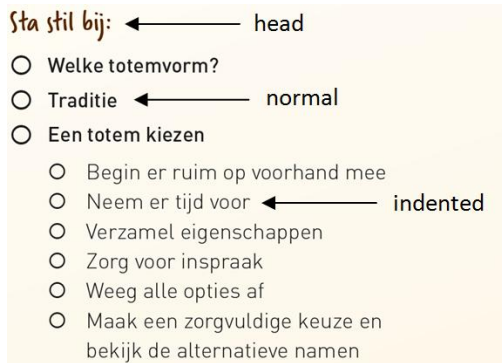 Sta stil bij: head
Welke totemvorm?
Traditie normal
Een totem kiezen
Begin er ruim op voorhand mee
Neem er tijd voor indented
Verzamel eigenschappen
Zorg voor inspraak
Weeg alle opties af
Maak een zorgvuldige keuze en
bekijk de alternatieve namen